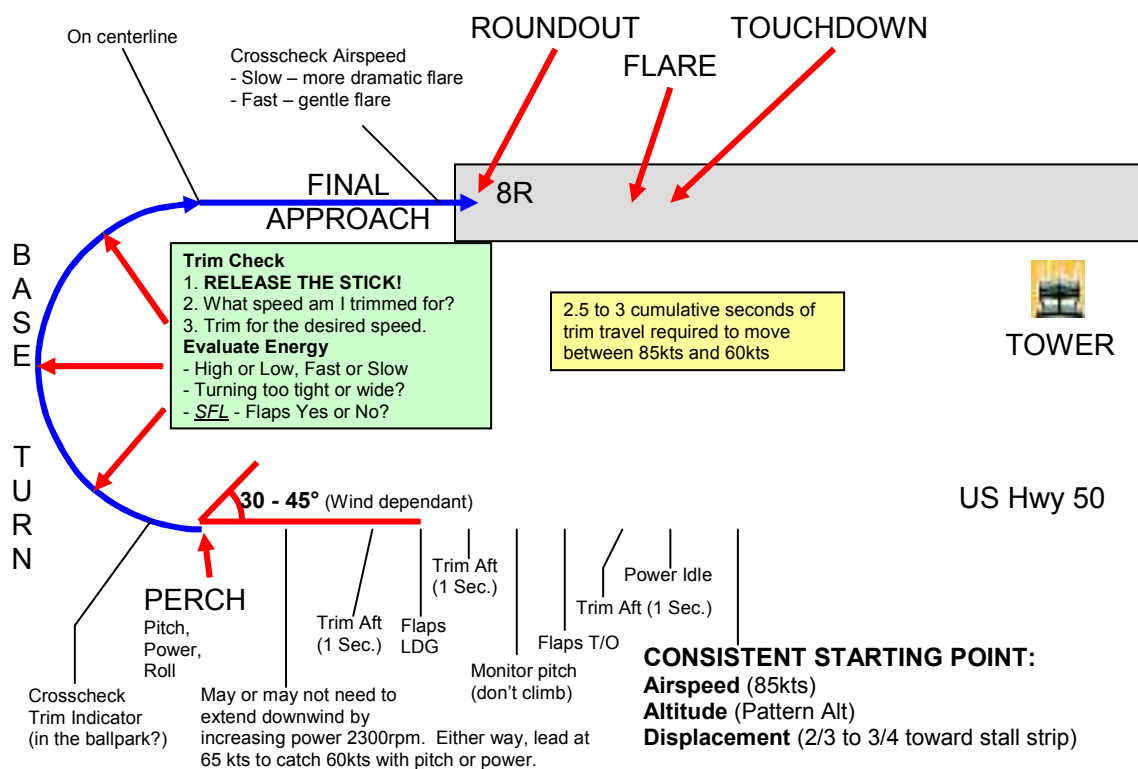 ROUNDOUT
TOUCHDOWN
FLARE
On centerline
Crosscheck Airspeed
- Slow – more dramatic flare
- Fast – gentle flare
FINAL
APPROACH
8R
BASE TURN
Trim Check
1. RELEASE THE STICK!
2. What speed am I trimmed for?
3. Trim for the desired speed.
Evaluate Energy
- High or Low, Fast or Slow
- Turning too tight or wide?
- SFL - Flaps Yes or No?
2.5 to 3 cumulative seconds of
trim travel required to move
between 85kts and 60kts
TOWER
US Hwy 50
30 - 45° (Wind dependant)
PERCH
Pitch,
Power,
Roll
Crosscheck
Trim Indicator
(in the ballpark?)
May or may not need to
extend downwind by
increasing power 2300rpm. Either way, lead at
65 kts to catch 60kts with pitch or power.
Trim Aft
(1 Sec.)
Flaps
LDG
Trim Aft
(1 Sec.)
Monitor pitch
(don't climb)
Flaps T/O
Trim Aft (1 Sec.)
Power Idle
CONSISTENT STARTING POINT:
Airspeed (85kts)
Altitude (Pattern Alt)
Displacement (2/3 to 3/4 toward stall strip)